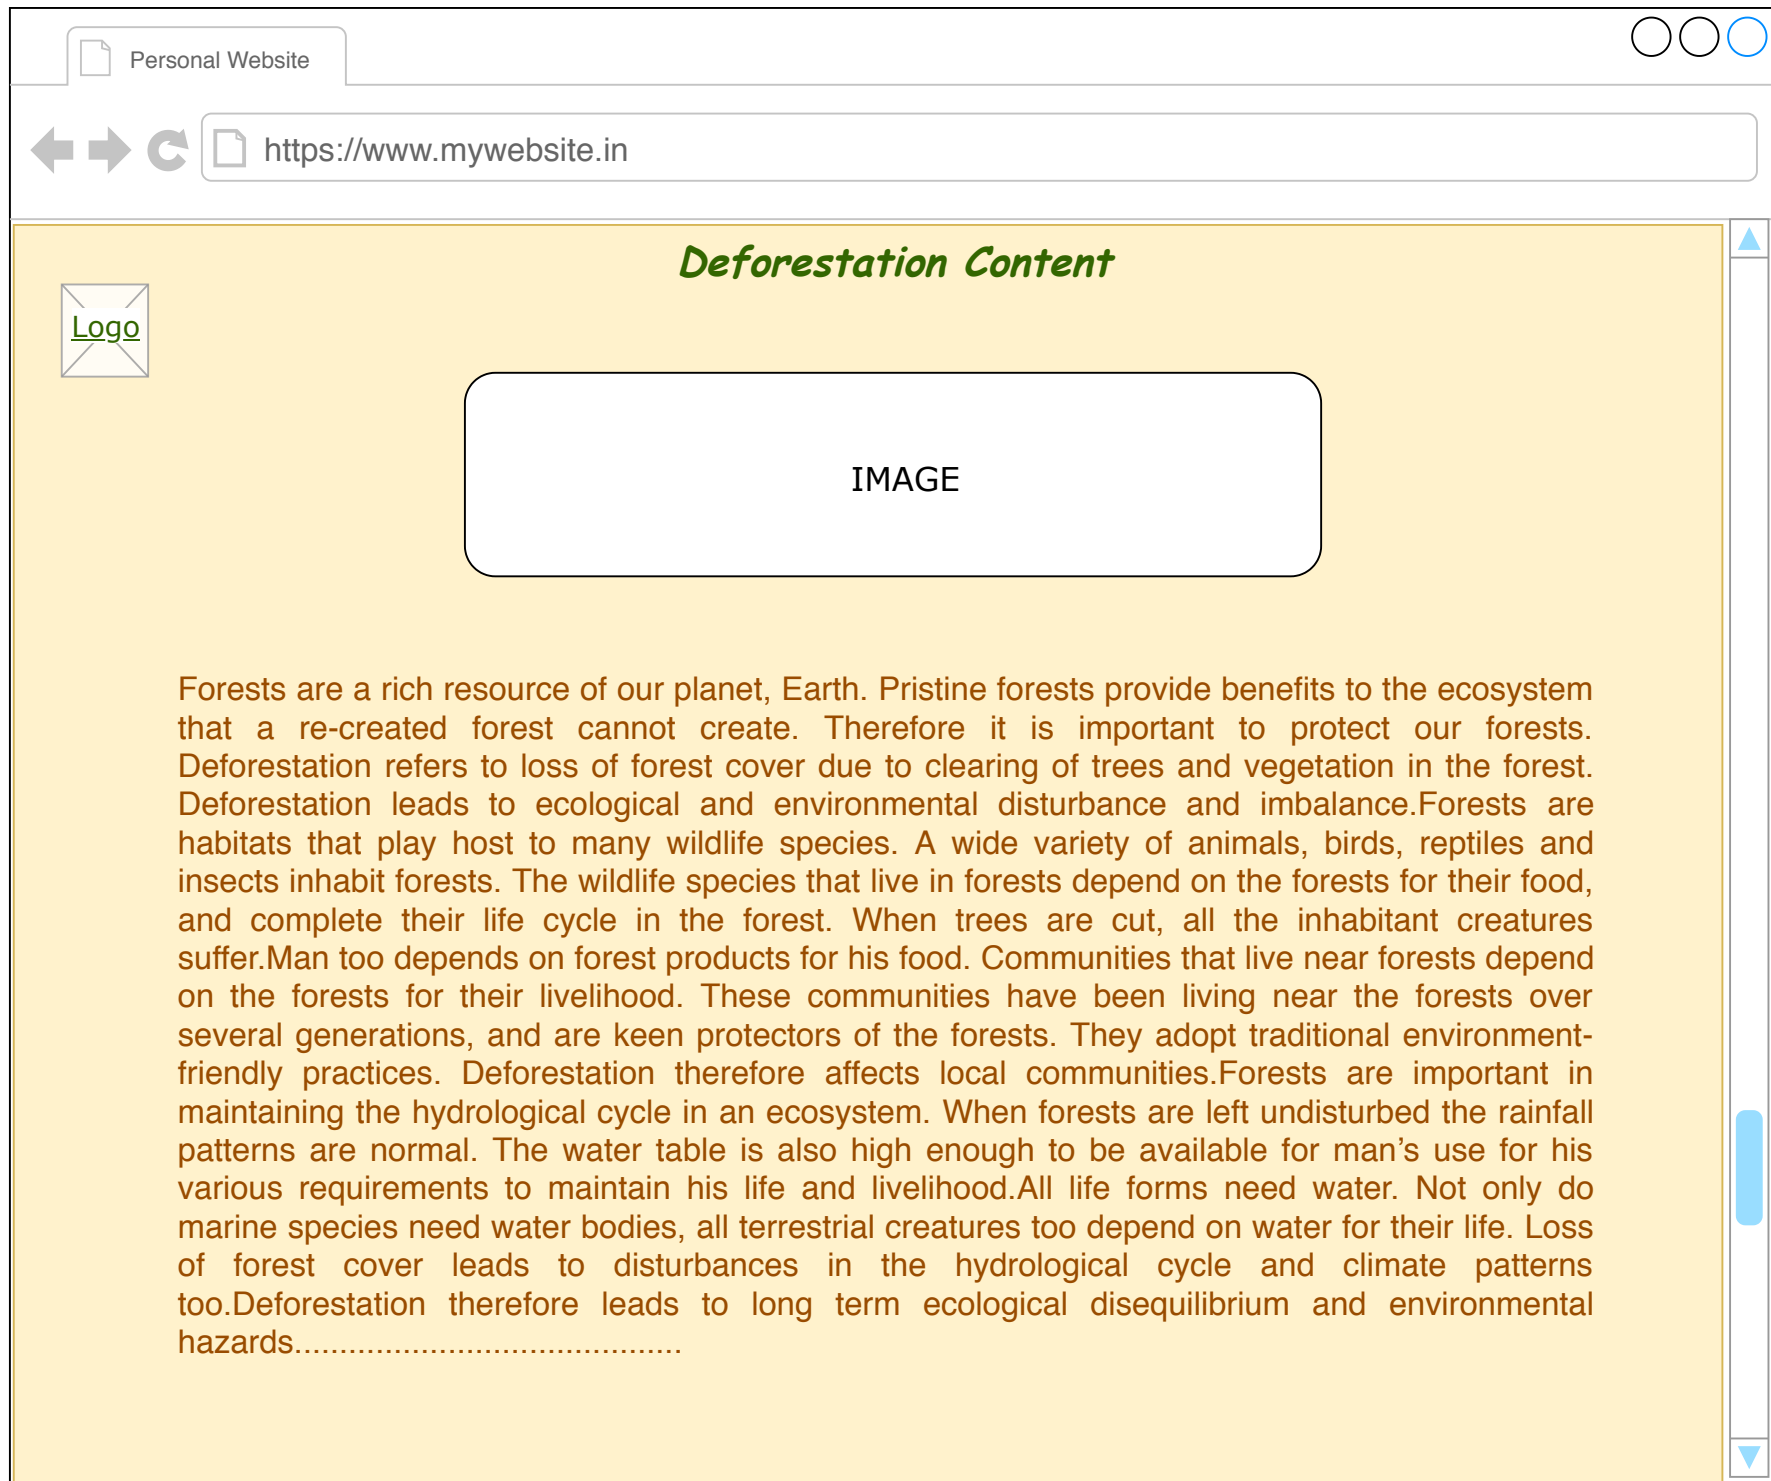 Personal Website
https://www.mywebsite.in
Deforestation Content
Logo
IMAGE
Forests are a rich resource of our planet, Earth. Pristine forests provide benefits to the ecosystem
that a re-created forest cannot create. Therefore it is important to protect our forests.
Deforestation refers to loss of forest cover due to clearing of trees and vegetation in the forest.
Deforestation leads to ecological and environmental disturbance and imbalance.Forests are
habitats that play host to many wildlife species. A wide variety of animals, birds, reptiles and
insects inhabit forests. The wildlife species that live in forests depend on the forests for their food,
and complete their life cycle in the forest. When trees are cut, all the inhabitant creatures
suffer.Man too depends on forest products for his food. Communities that live near forests depend
on the forests for their livelihood. These communities have been living near the forests over
several generations, and are keen protectors of the forests. They adopt traditional environment-
friendly practices. Deforestation therefore affects local communities.Forests are important in
maintaining the hydrological cycle in an ecosystem. When forests are left undisturbed the rainfall
patterns are normal. The water table is also high enough to be available for man’s use for his
various requirements to maintain his life and livelihood.All life forms need water. Not only do
marine species need water bodies, all terrestrial creatures too depend on water for their life. Loss
of forest cover leads to disturbances in the hydrological cycle and climate patterns
too.Deforestation therefore leads to long term ecological disequilibrium and environmental
hazards...........................................